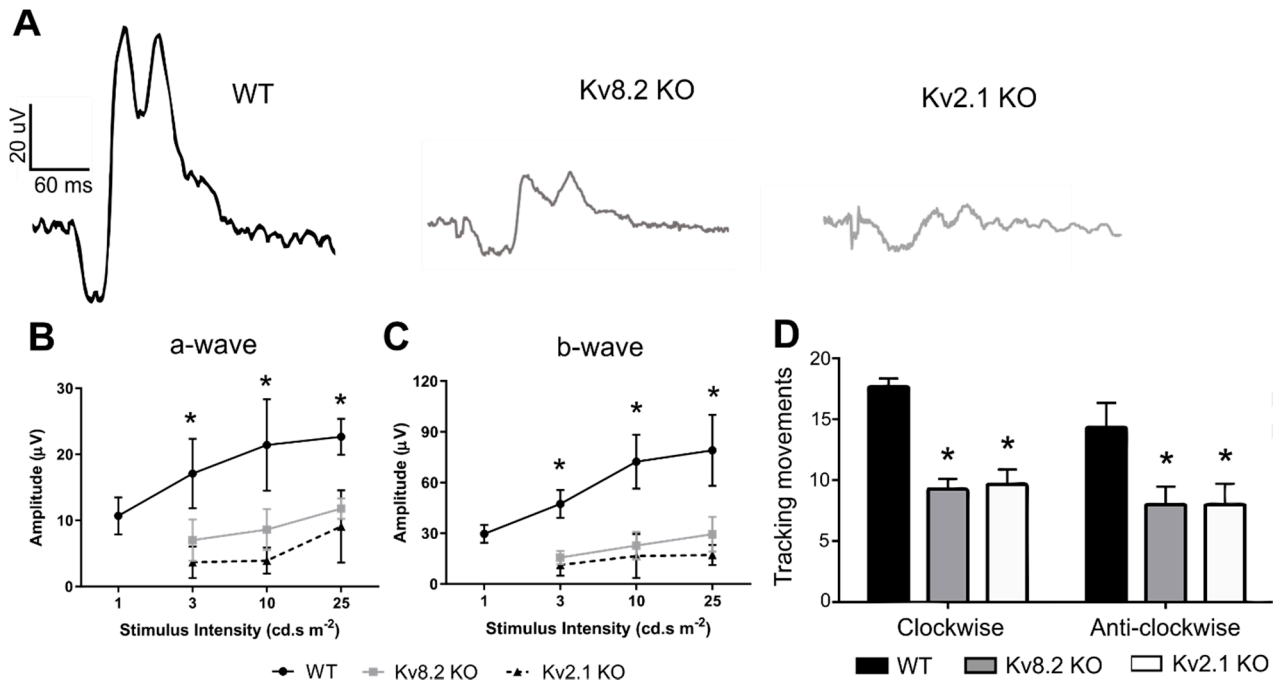 A
WT
Kv8.2 KO
Kv2.1 KO
20 uV
60 ms
B
a-wave
30
20
10
0
Amplitude (μ V)
*
*
*
1 3 10 25
Stimulus Intensity (cd.s m-2)
C
b-wave
120
90
60
30
0
Amplitude (μ V)
*
*
*
1 3 10 25
Stimulus Intensity (cd.s m-2)
WT Kv8.2 KO Kv2.1 KO
D
20
15
10
5
0
Tracking movements
* *
* *
Clockwise Anti-clockwise
WT Kv8.2 KO Kv2.1 KO